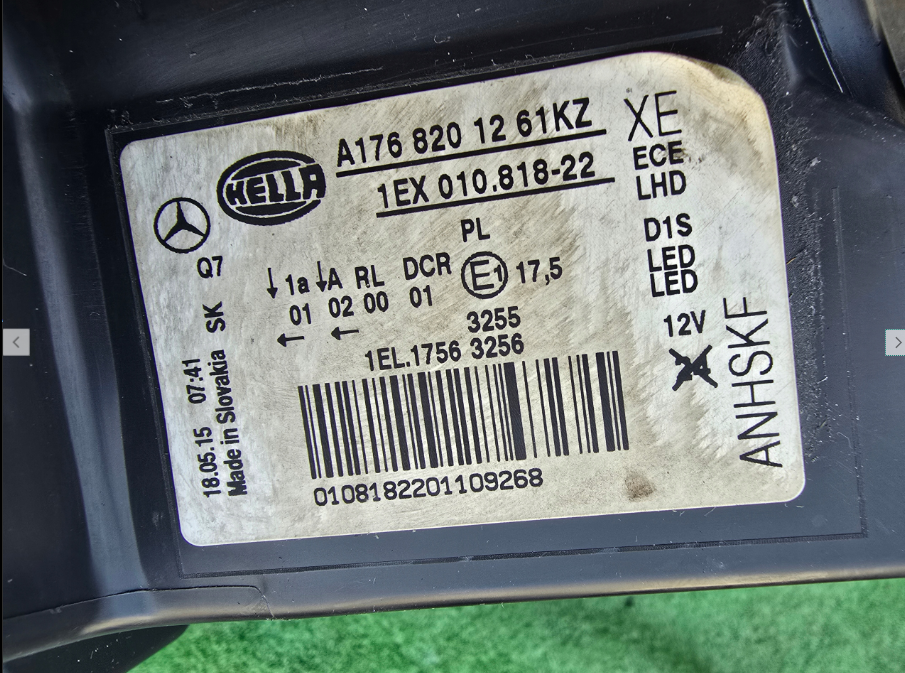 A176 820 12 61KZ
XE
HELLA
1EX 010.818-22
ECE
LHD
PL
D1S
Q7
↓1a ↓A RL DCR E1 17,5
LED
01 02 00 01
LED
← ←
3255
12V
1EL.1756 3256
18.05.15 07:41 SK
Made in Slovakia
ANHSKF
0108182201109268